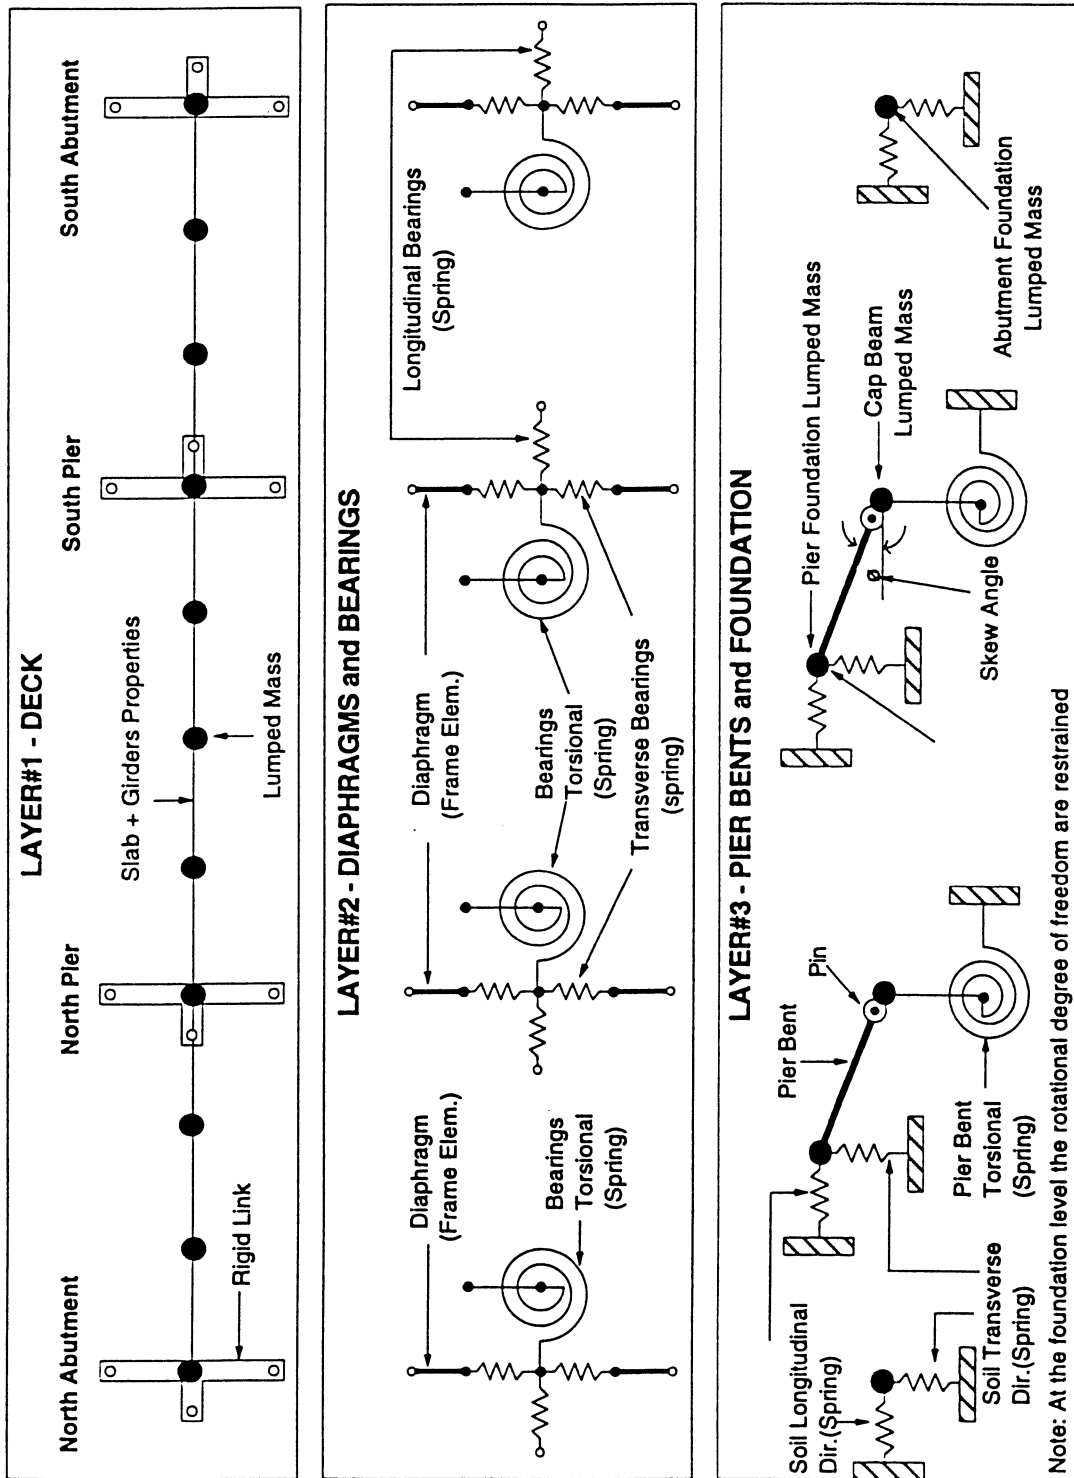 LAYER#1 - DECK
North Abutment
North Pier
South Pier
South Abutment
Slab + Girders Properties
Rigid Link
Lumped Mass
LAYER#2 - DIAPHRAGMS and BEARINGS
Diaphragm
(Frame Elem.)
Bearings
Torsional
(Spring)
Diaphragm
(Frame Elem.)
Bearings
Torsional
(Spring)
Transverse Bearings
(spring)
Longitudinal Bearings
(Spring)
LAYER#3 - PIER BENTS and FOUNDATION
Soil Longitudinal
Dir.(Spring)
Soil Transverse
Dir.(Spring)
Pier Bent
Pin
Pier Bent
Torsional
(Spring)
Pier Foundation Lumped Mass
Cap Beam
Lumped Mass
Ø
Skew Angle
Abutment Foundation
Lumped Mass
Note: At the foundation level the rotational degree of freedom are restrained